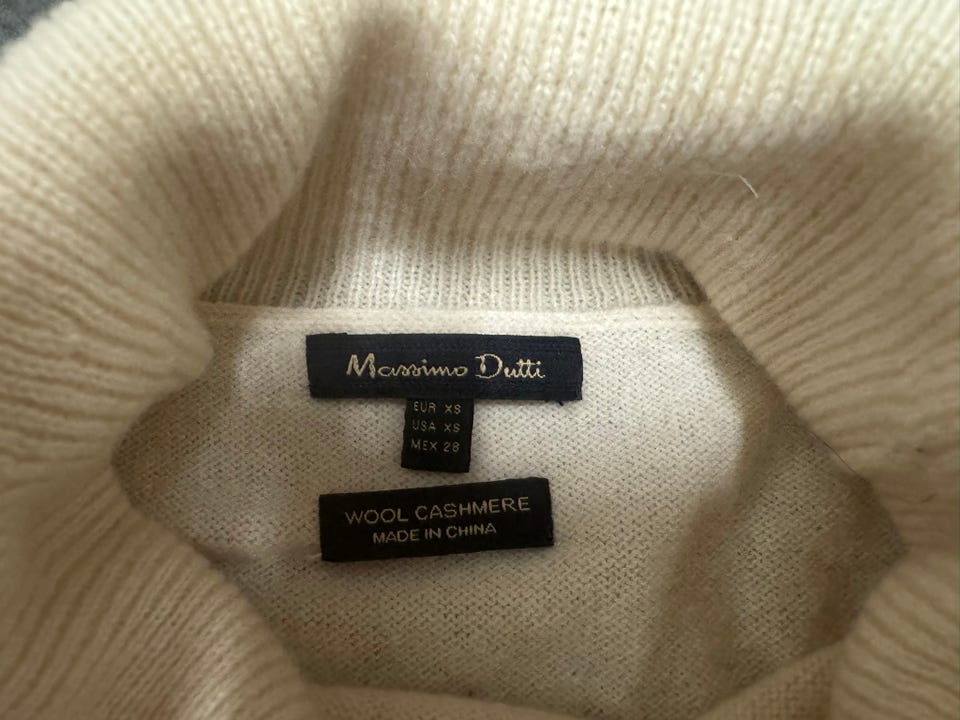 Massimo Dutti
EUR XS
USA XS
MEX 28
WOOL CASHMERE
MADE IN CHINA